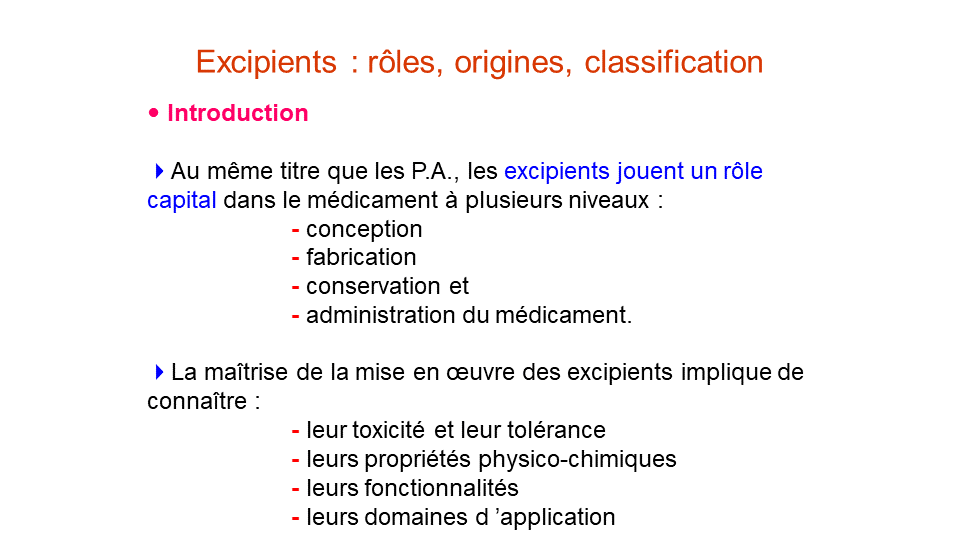 Excipients : rôles, origines, classification
• Introduction
Au même titre que les P.A., les excipients jouent un rôle
capital dans le médicament à plusieurs niveaux :
- conception
- fabrication
- conservation et
- administration du médicament.
La maîtrise de la mise en œuvre des excipients implique de
connaître :
- leur toxicité et leur tolérance
- leurs propriétés physico-chimiques
- leurs fonctionnalités
- leurs domaines d ’application